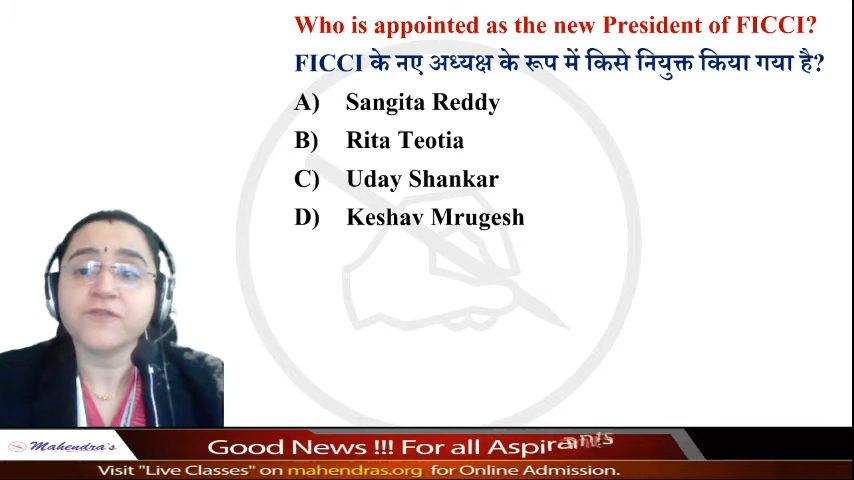 Who is appointed as the new President of FICCI?
FICCI के नए अध्यक्ष के रूप में किसे नियुक्त किया गया है?
A) Sangita Reddy
B) Rita Teotia
C) Uday Shankar
D) Keshav Mrugesh
Mahendra's
Good News !!! For all Aspirants
Visit "Live Classes" on mahendras.org for Online Admission.